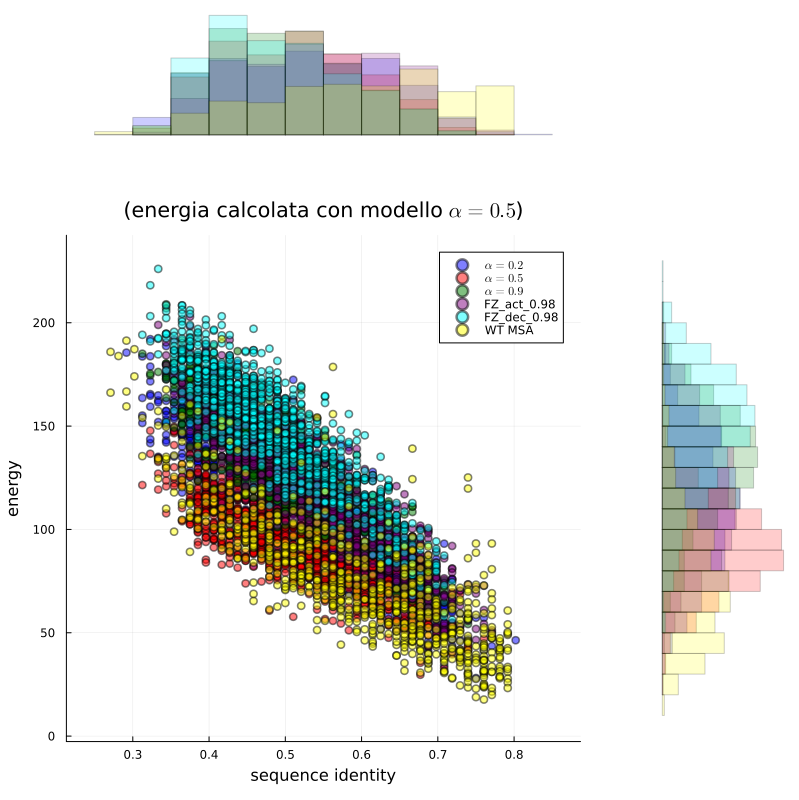 (energia calcolata con modello α = 0.5)
α = 0.2
α = 0.5
α = 0.9
FZ_act_0.98
FZ_dec_0.98
WT MSA
200
150
100
50
0
energy
0.3 0.4 0.5 0.6 0.7 0.8
sequence identity